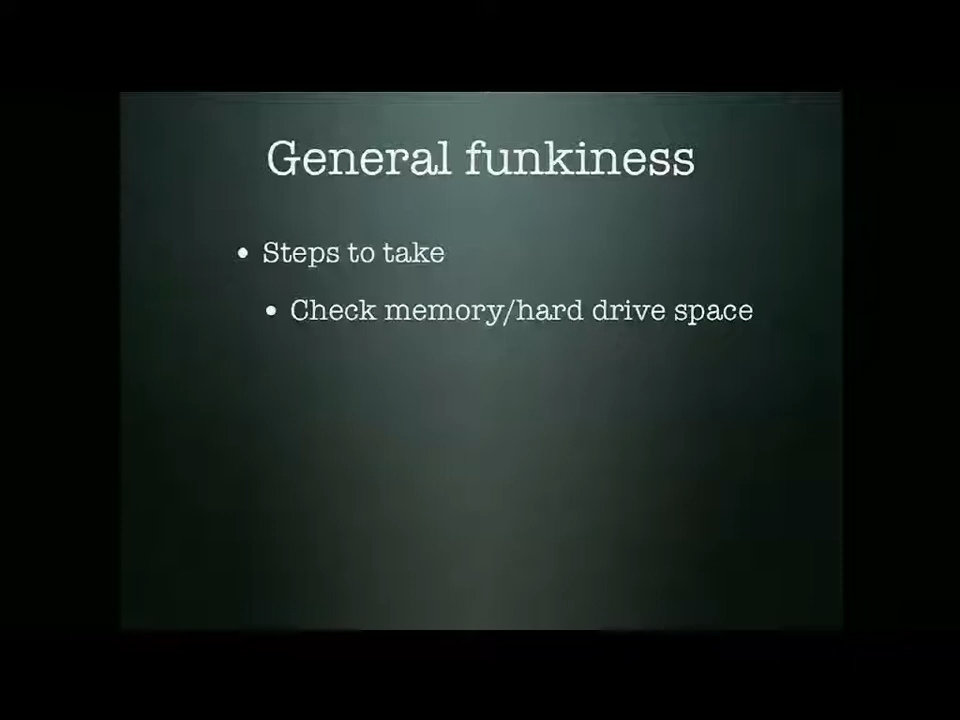 General funkiness
• Steps to take
• Check memory/hard drive space